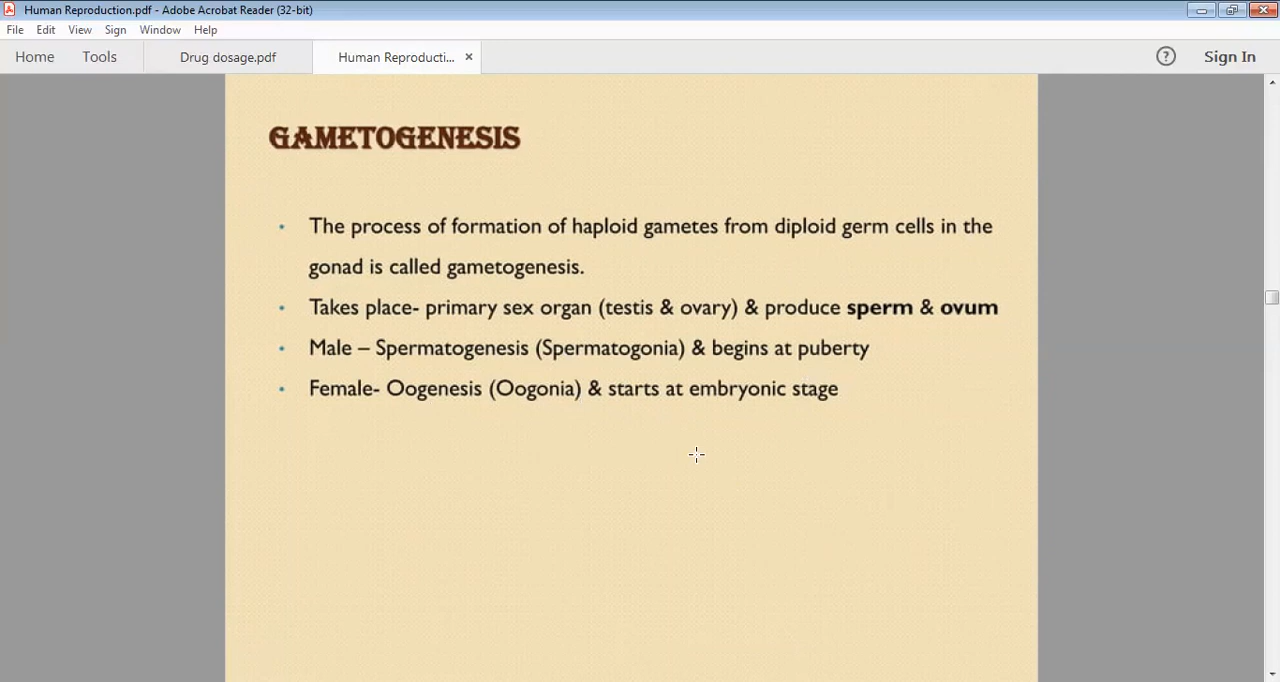 Human Reproduction.pdf - Adobe Acrobat Reader (32-bit)
File Edit View Sign Window Help
Home Tools Drug dosage.pdf Human Reproducti... × ? Sign In
GAMETOGENESIS
• The process of formation of haploid gametes from diploid germ cells in the
gonad is called gametogenesis.
• Takes place- primary sex organ (testis & ovary) & produce sperm & ovum
• Male – Spermatogenesis (Spermatogonia) & begins at puberty
• Female- Oogenesis (Oogonia) & starts at embryonic stage